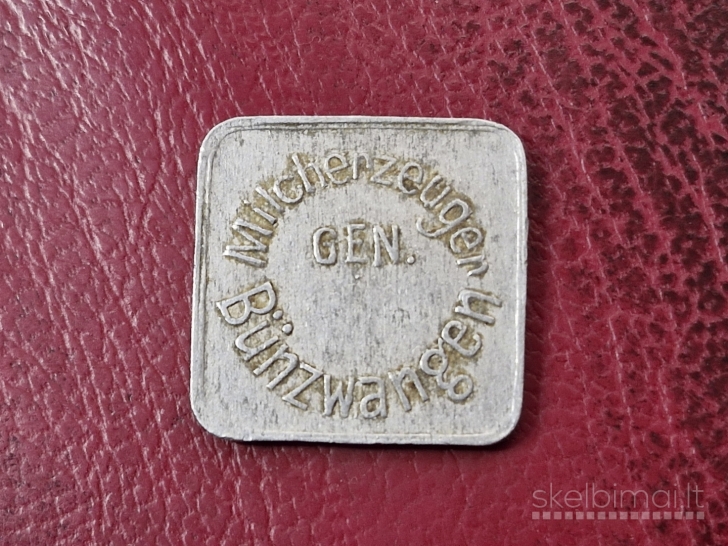 Milcherzeuger
GEN.
Bünzwangen
skelbimai.lt